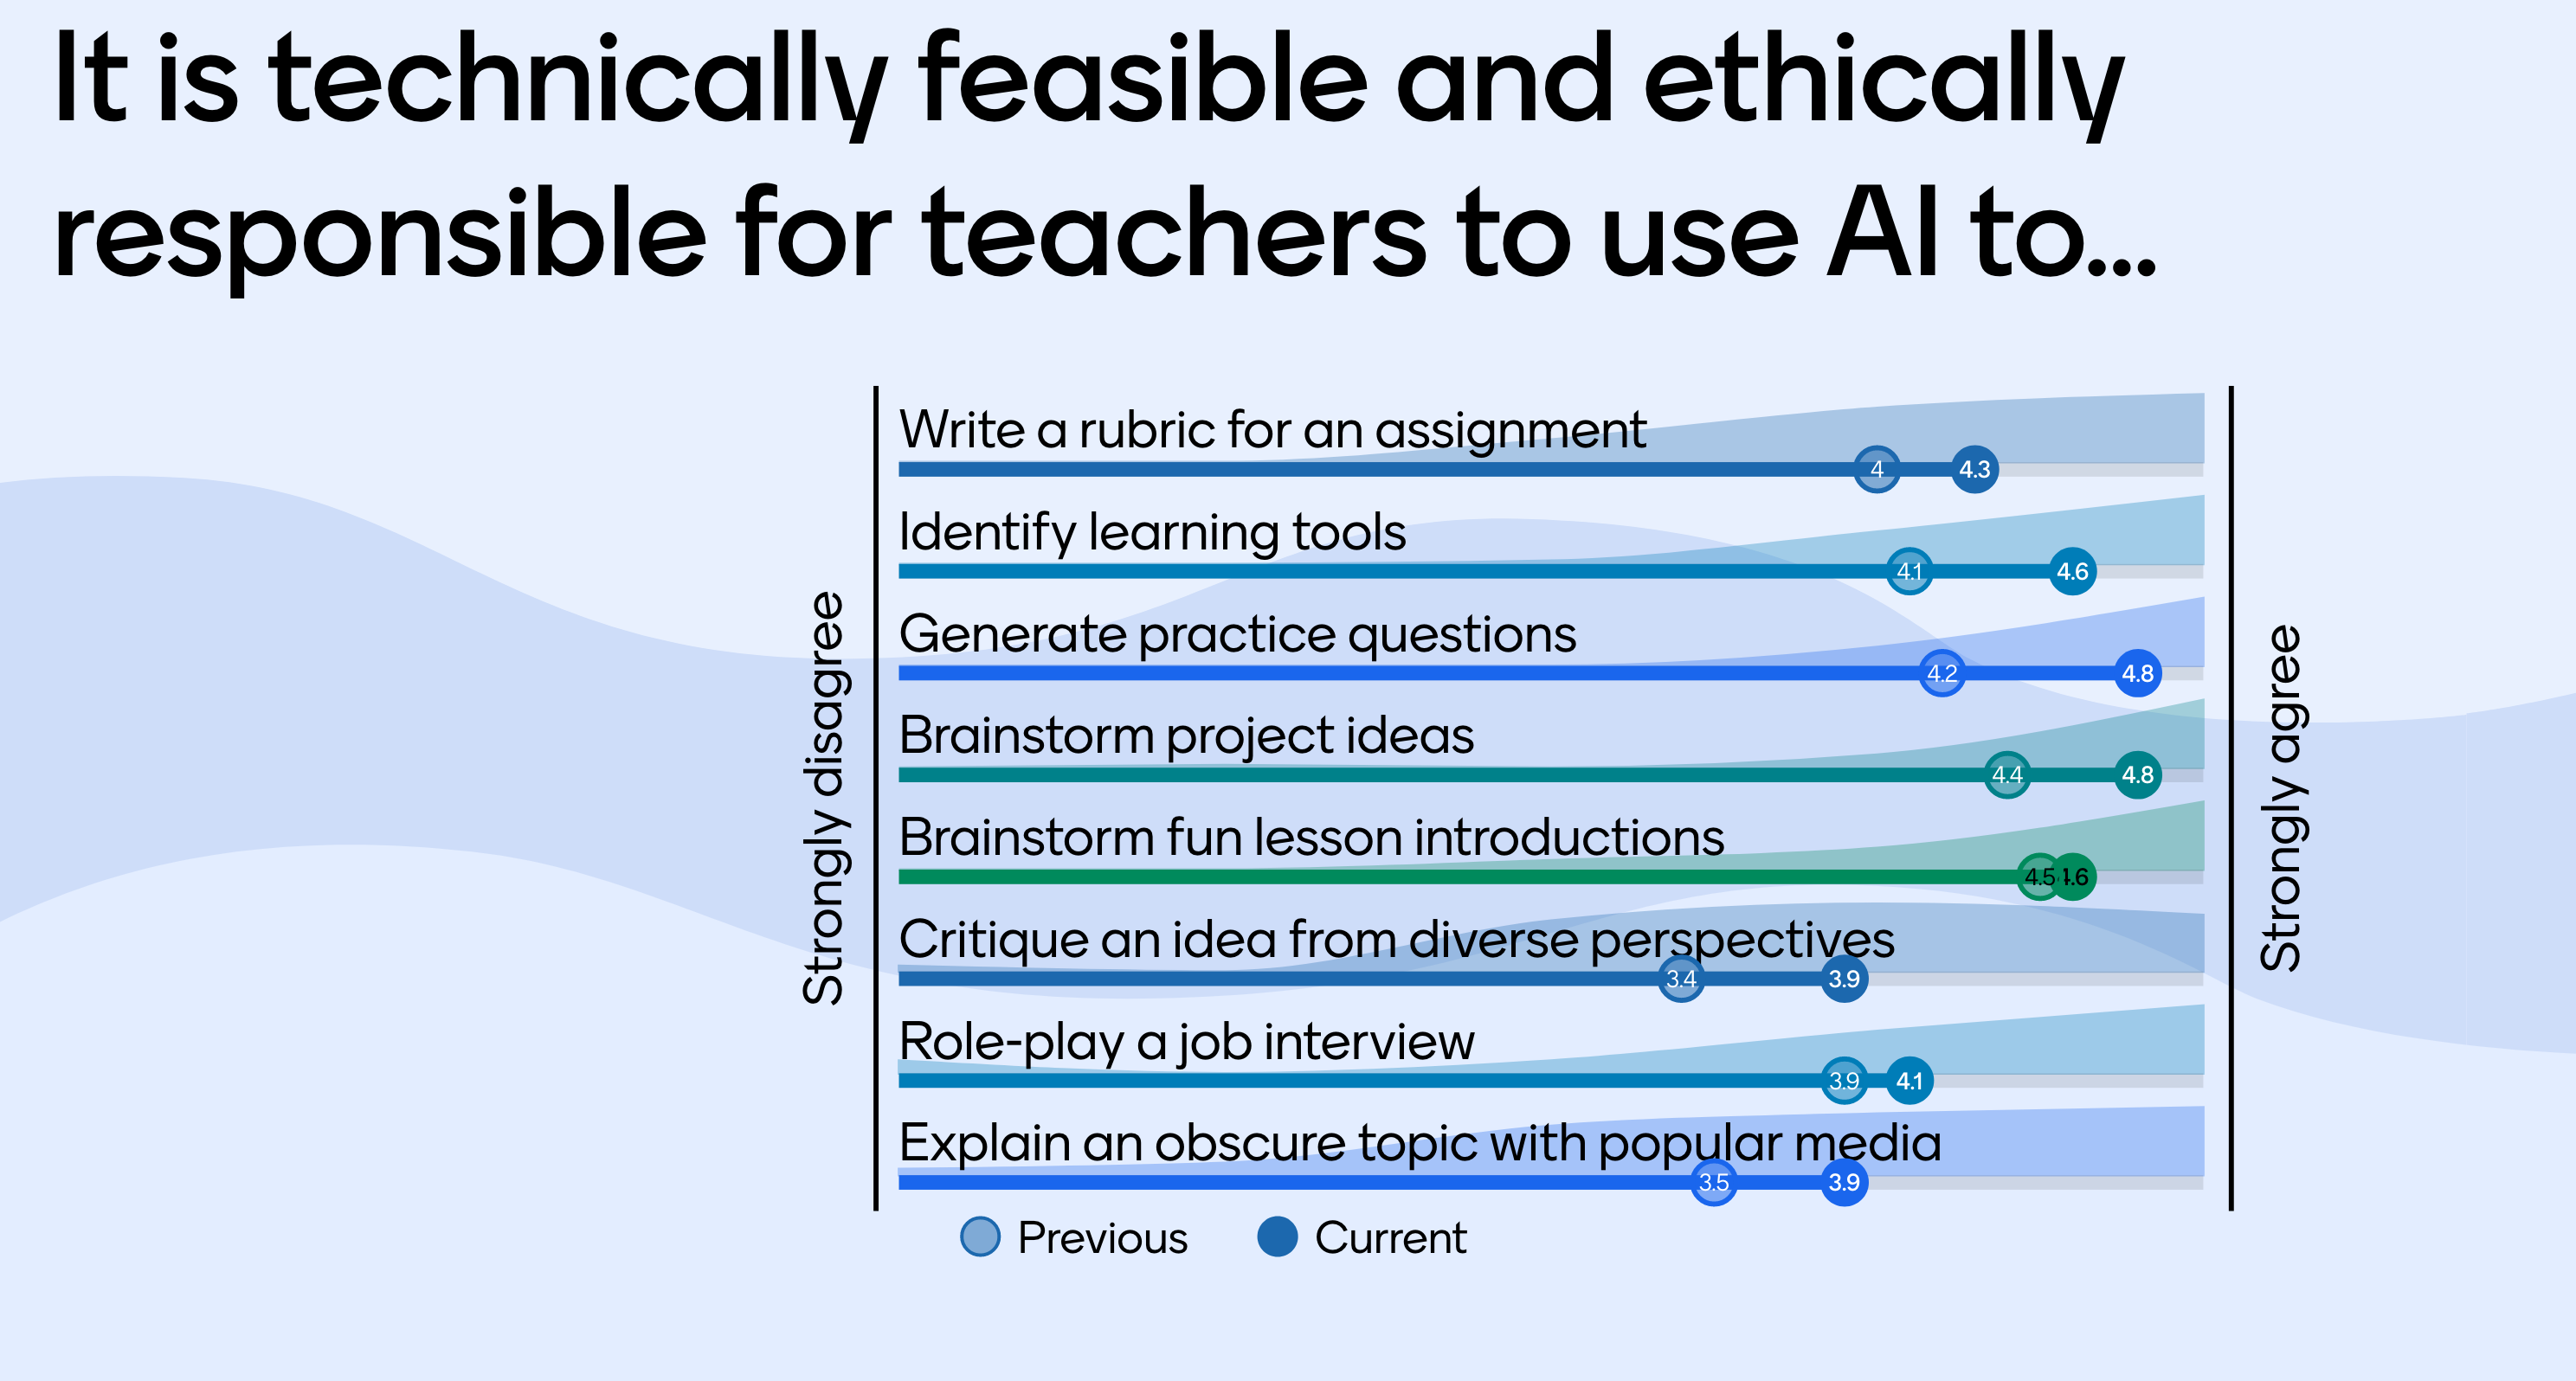 It is technically feasible and ethically
responsible for teachers to use AI to...
Strongly disagree
Strongly agree
Write a rubric for an assignment
4 4.3
Identify learning tools
4.1 4.6
Generate practice questions
4.2 4.8
Brainstorm project ideas
4.4 4.8
Brainstorm fun lesson introductions
4.5 4.6
Critique an idea from diverse perspectives
3.4 3.9
Role-play a job interview
3.9 4.1
Explain an obscure topic with popular media
3.5 3.9
Previous Current